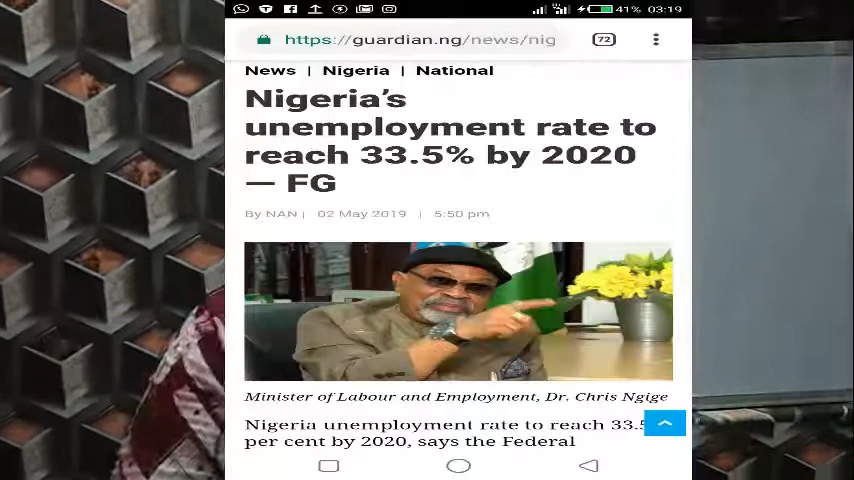 41% 03:19
https://guardian.ng/news/nig
72
News | Nigeria | National
Nigeria's
unemployment rate to
reach 33.5% by 2020
— FG
By NAN | 02 May 2019 | 5:50 pm
Minister of Labour and Employment, Dr. Chris Ngige
Nigeria unemployment rate to reach 33.5
per cent by 2020, says the Federal